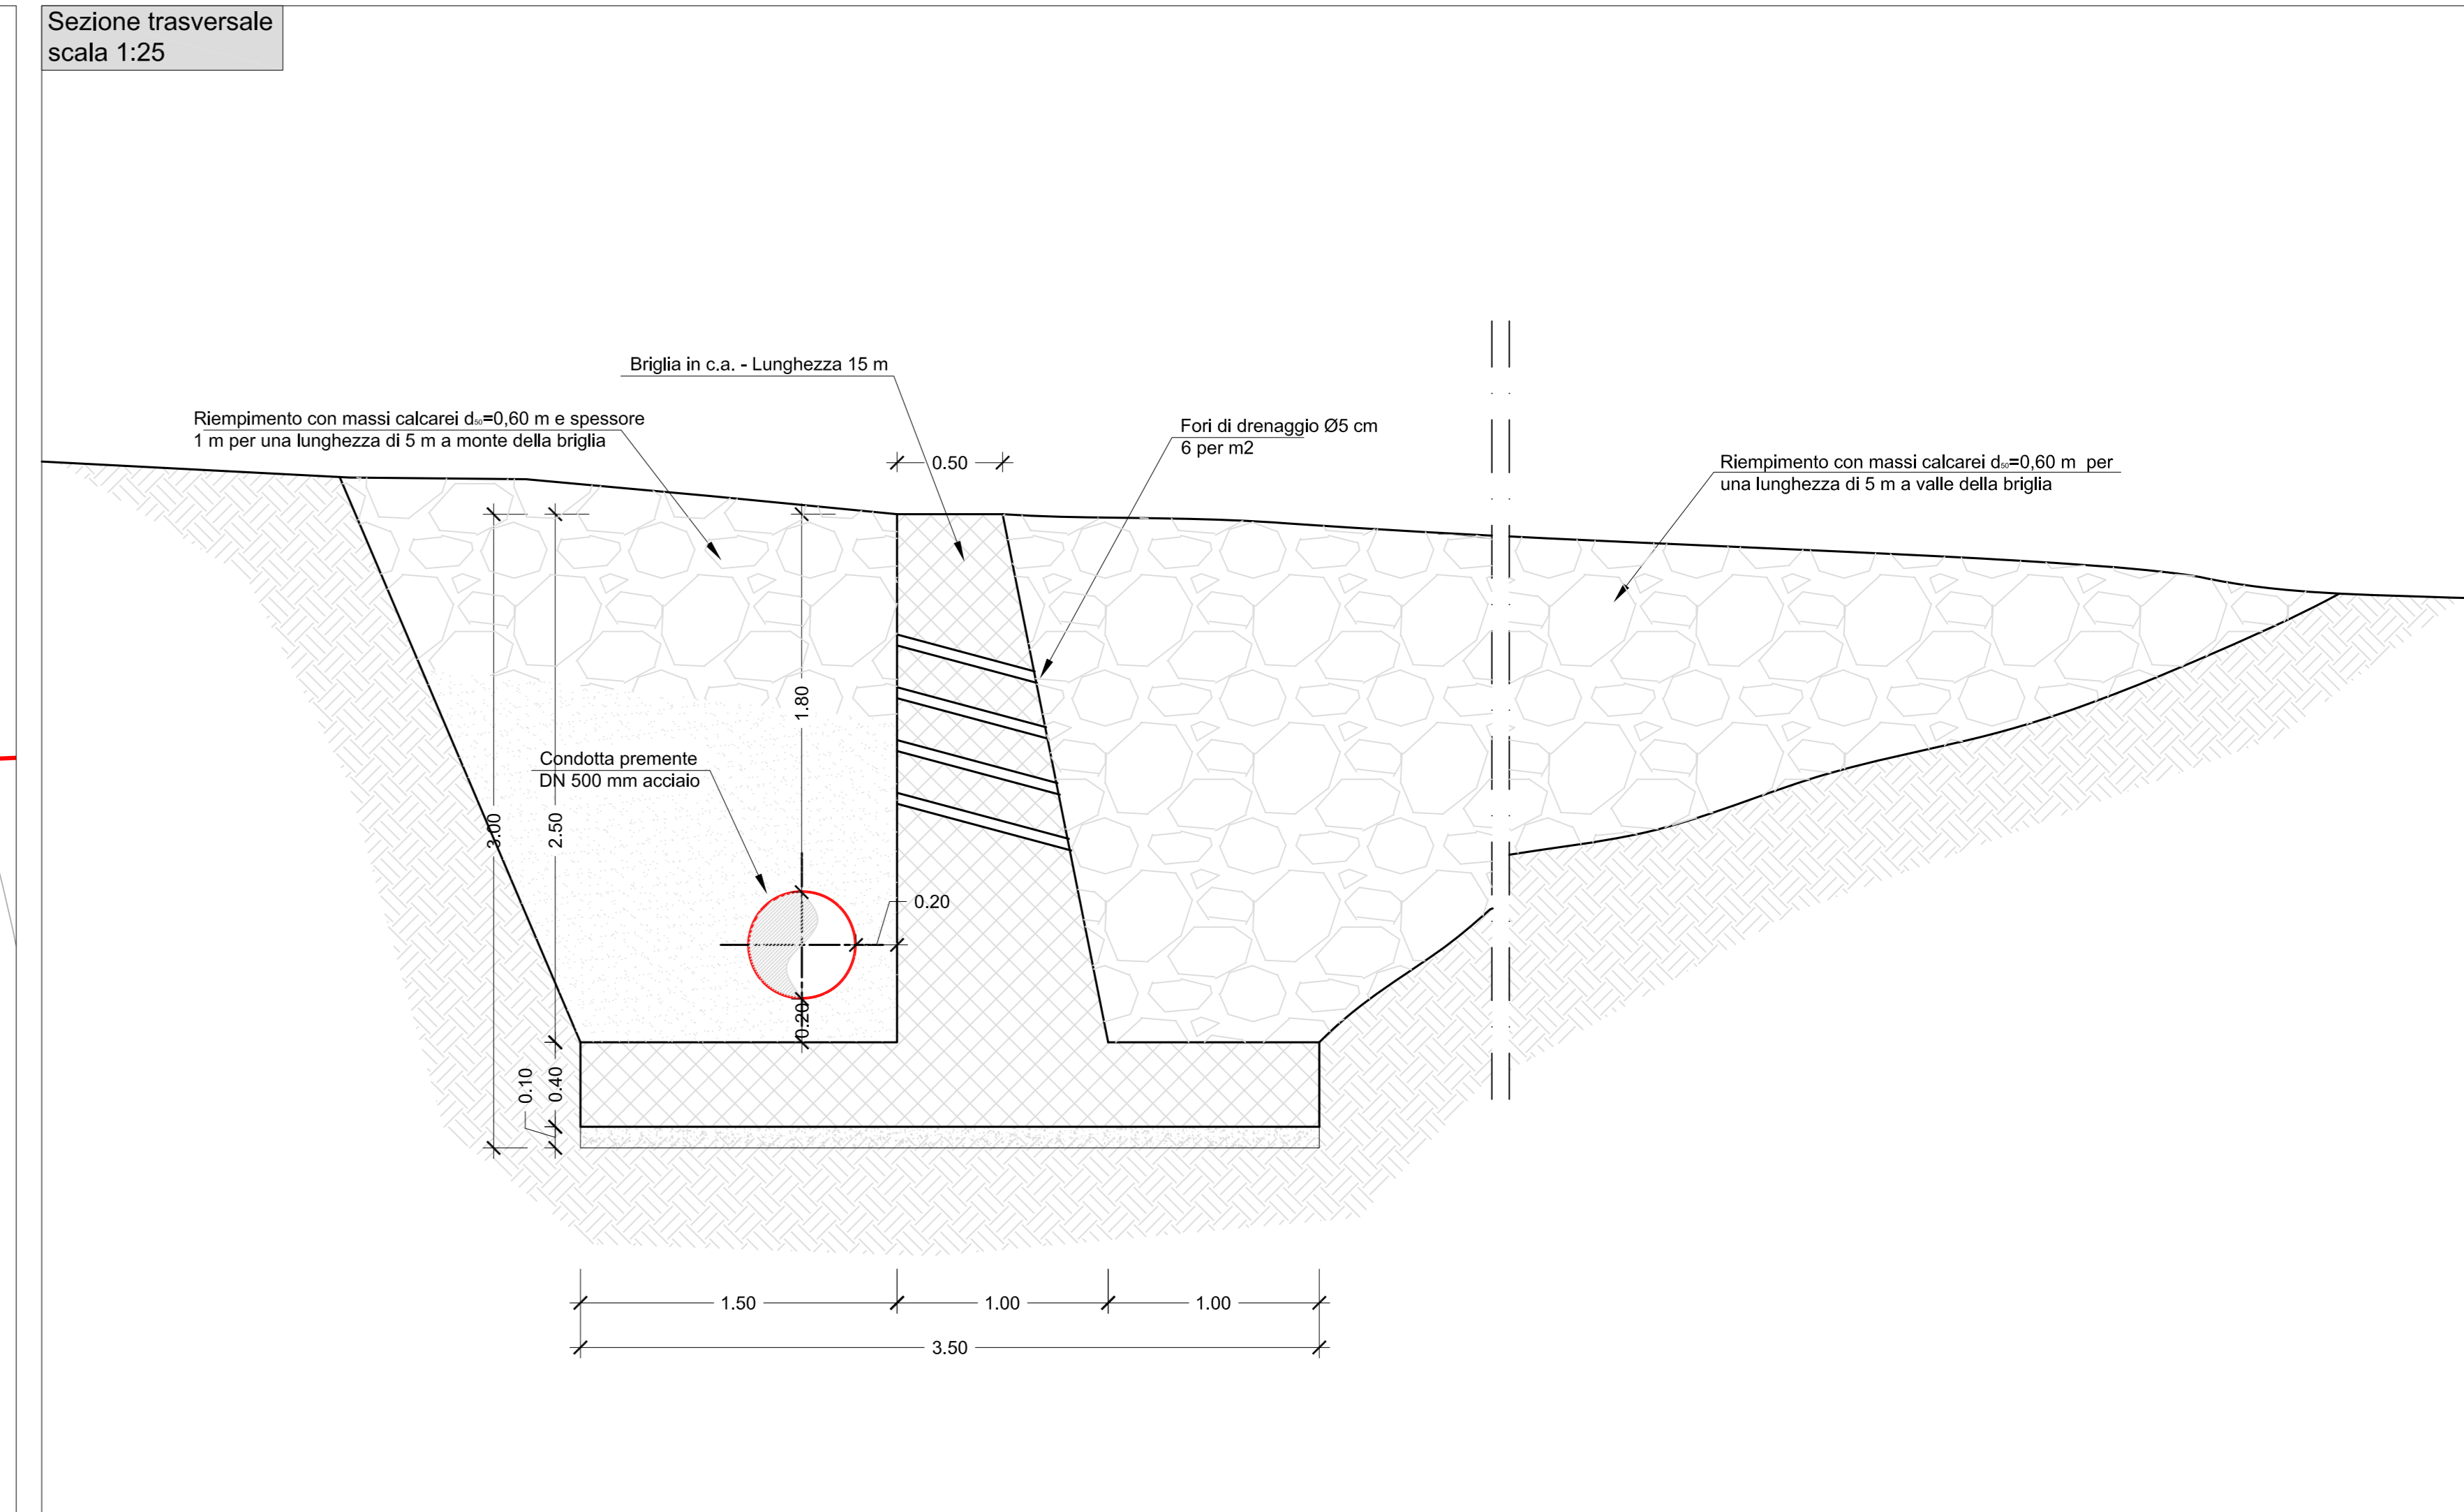 Sezione trasversale
scala 1:25
Briglia in c.a. - Lunghezza 15 m
Riempimento con massi calcarei d₅₀=0,60 m e spessore
1 m per una lunghezza di 5 m a monte della briglia
Fori di drenaggio Ø5 cm
6 per m2
0.50
Riempimento con massi calcarei d₅₀=0,60 m per
una lunghezza di 5 m a valle della briglia
1.80
Condotta premente
DN 500 mm acciaio
3.00
2.50
0.20
0.20
0.10
0.40
1.50
1.00
1.00
3.50